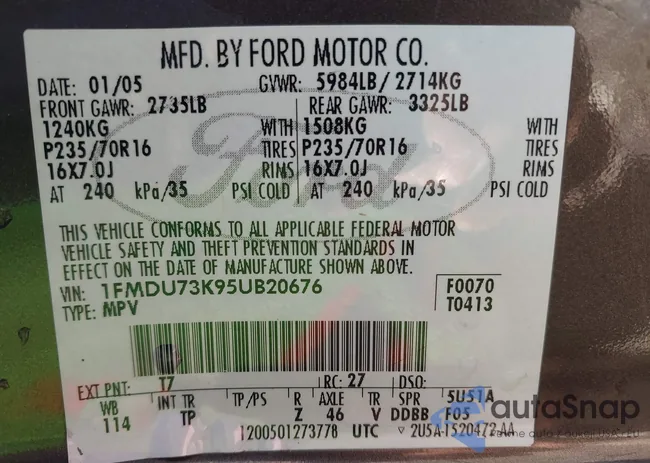 MFD. BY FORD MOTOR CO.
DATE: 01/05 GVWR: 5984LB/ 2714KG
FRONT GAWR: 2735LB REAR GAWR: 3325LB
1240KG WITH 1508KG WITH
P235/70R16 TIRES P235/70R16 TIRES
16X7.0J RIMS 16X7.0J RIMS
AT 240 kPa/35 PSI COLD AT 240 kPa/35 PSI COLD
Ford
THIS VEHICLE CONFORMS TO ALL APPLICABLE FEDERAL MOTOR
VEHICLE SAFETY AND THEFT PREVENTION STANDARDS IN
EFFECT ON THE DATE OF MANUFACTURE SHOWN ABOVE.
VIN: 1FMDU73K95UB20676 F0070
TYPE: MPV T0413
EXT PNT: T7 RC: 27 DSO:
WB INT TR TP/PS R AXLE TR SPR 5U51A
114 TP Z 46 V DDBB F05
1200501273778 UTC 2U5A-1520472-AA
autoSnap